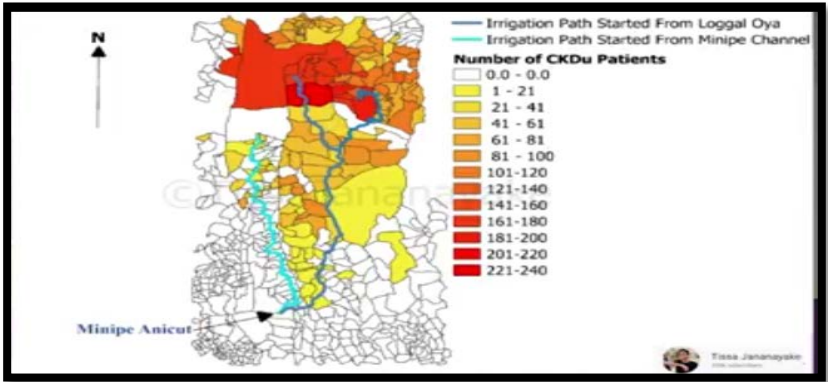 N
Irrigation Path Started From Loggal Oya
Irrigation Path Started From Minipe Channel
Number of CKDu Patients
0.0 - 0.0
1 - 21
21 - 41
41 - 61
61 - 81
81 - 100
101-120
121-140
141-160
161-180
181-200
201-220
221-240
Minipe Anicut
Tissa Jananayake